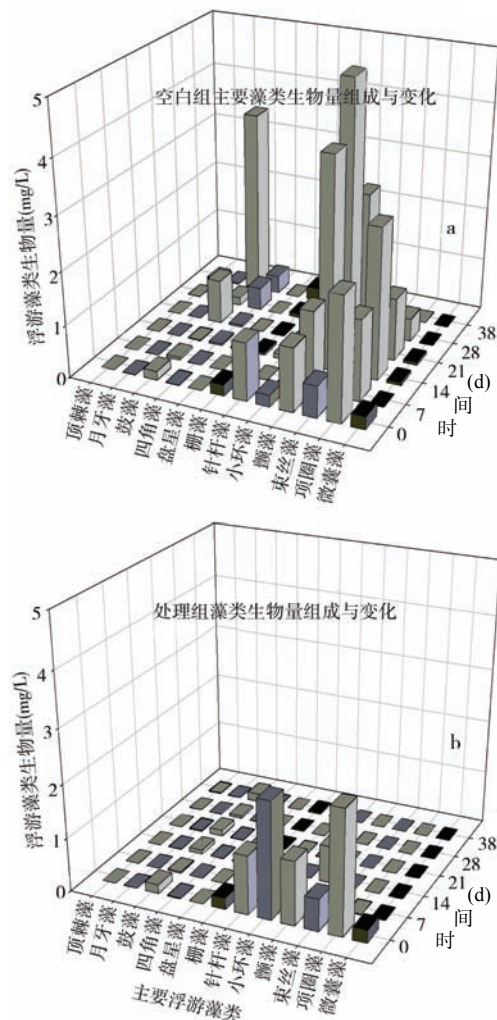 空白组主要藻类生物量组成与变化
a
浮游藻类生物量(mg/L)
5
4
3
2
1
0
顶棘藻
月牙藻
鼓藻
四角藻
盘星藻
栅藻
针杆藻
小环藻
颤藻
束丝藻
项圈藻
微囊藻
0
7
14
21
28
38
时
间
(d)
处理组藻类生物量组成与变化
b
浮游藻类生物量(mg/L)
5
4
3
2
1
0
顶棘藻
月牙藻
鼓藻
四角藻
盘星藻
栅藻
针杆藻
小环藻
颤藻
束丝藻
项圈藻
微囊藻
0
7
14
21
28
38
时
间
(d)
主要浮游藻类